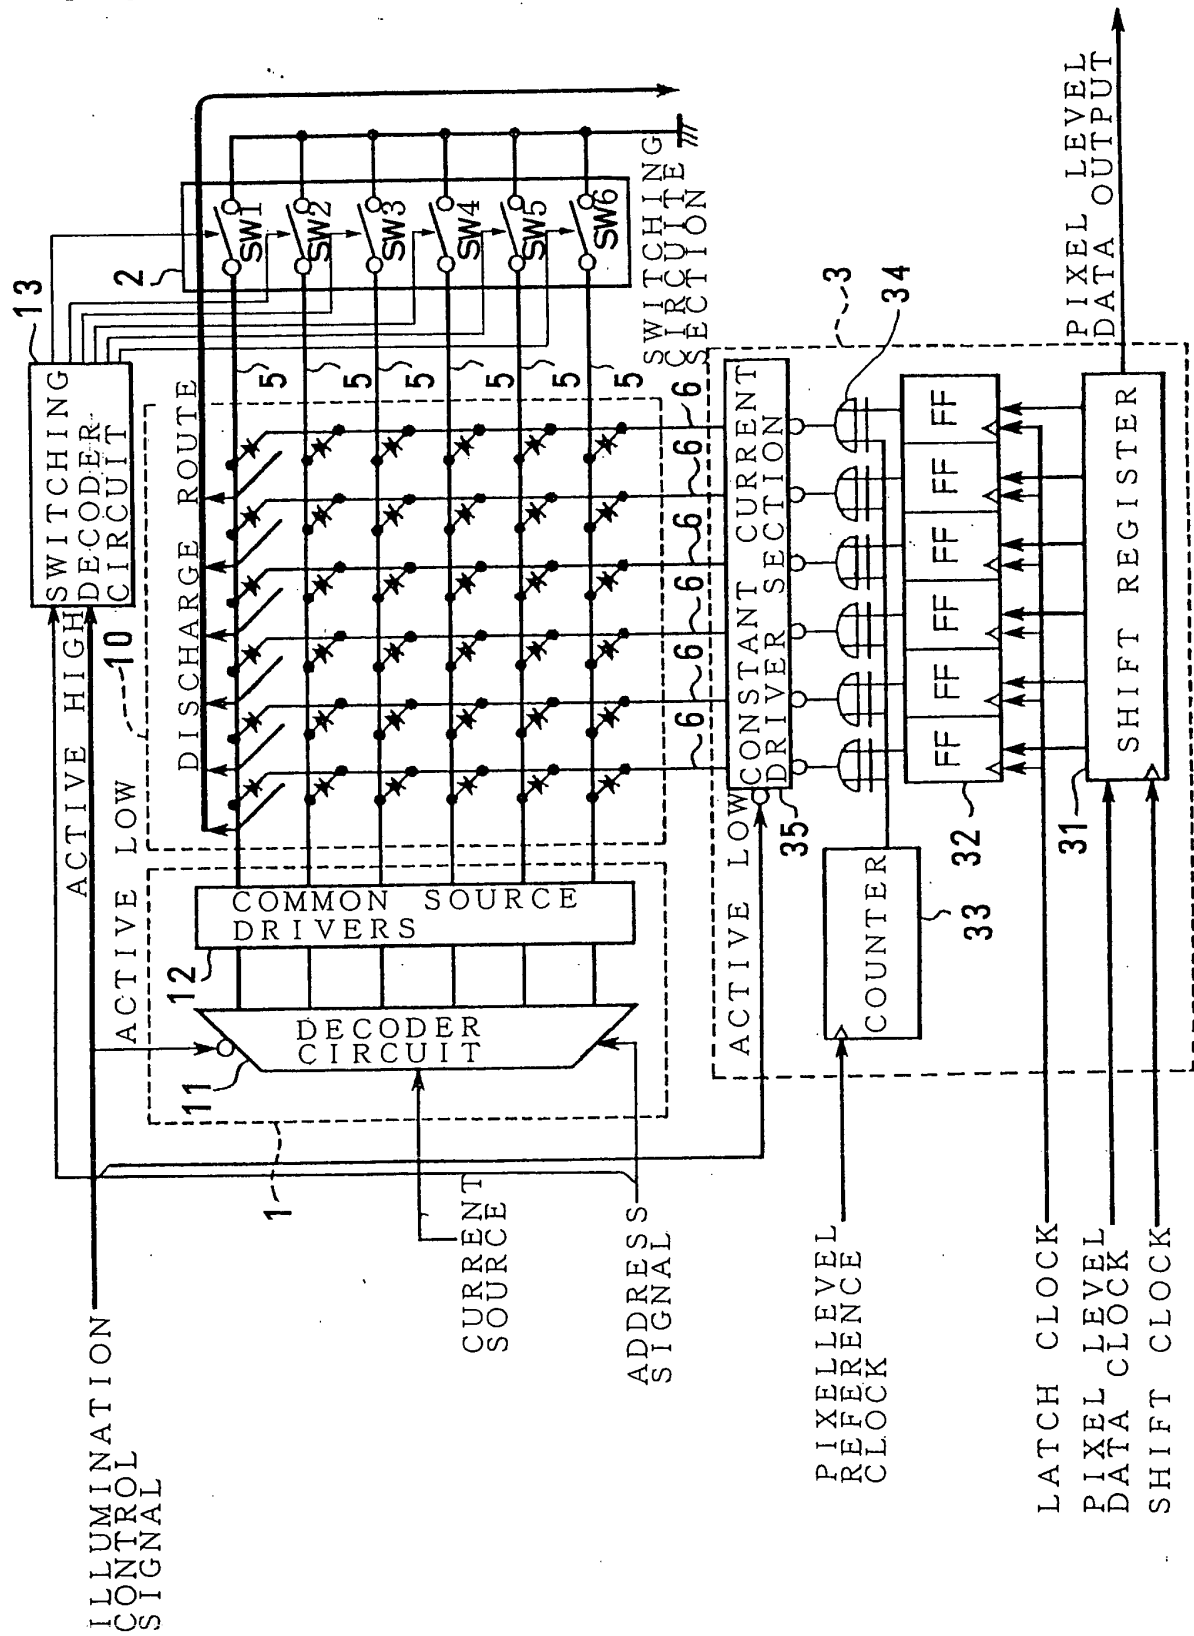 ILLUMINATION
CONTROL
SIGNAL
ACTIVE HIGH
SWITCHING
DECODER
CIRCUIT
13
ACTIVE LOW
10
DISCHARGE ROUTE
2
SW1
SW2
SW3
SW4
SW5
SW6
SWITCHING
CIRCUITE
SECTION
5
5
5
5
5
5
12
COMMON SOURCE
DRIVERS
11
DECODER
CIRCUIT
1
CURRENT
SOURCE
ADDRESS
SIGNAL
6
6
6
6
6
6
ACTIVE LOW
CONSTANT CURRENT
DRIVER SECTION
35
3
34
COUNTER
33
FF
FF
FF
FF
FF
FF
32
31
SHIFT REGISTER
PIXEL LEVEL
DATA OUTPUT
PIXEL LEVEL
REFERENCE
CLOCK
LATCH CLOCK
PIXEL LEVEL
DATA CLOCK
SHIFT CLOCK